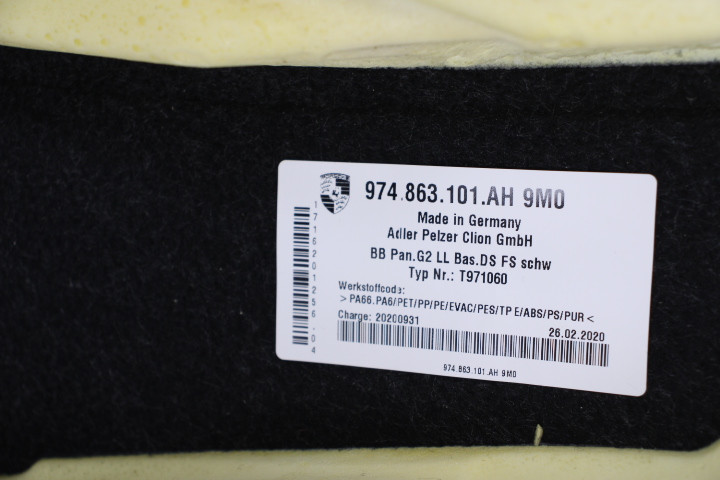 974.863.101.AH 9M0
Made in Germany
Adler Pelzer Clion GmbH
BB Pan.G2 LL Bas.DS FS schw
Typ Nr.: T971060
Werkstoffcode:
> PA66.PA6/PET/PP/PE/EVAC/PES/TP E/ABS/PS/PUR <
Charge: 20200931
26.02.2020
974.863.101.AH 9M0